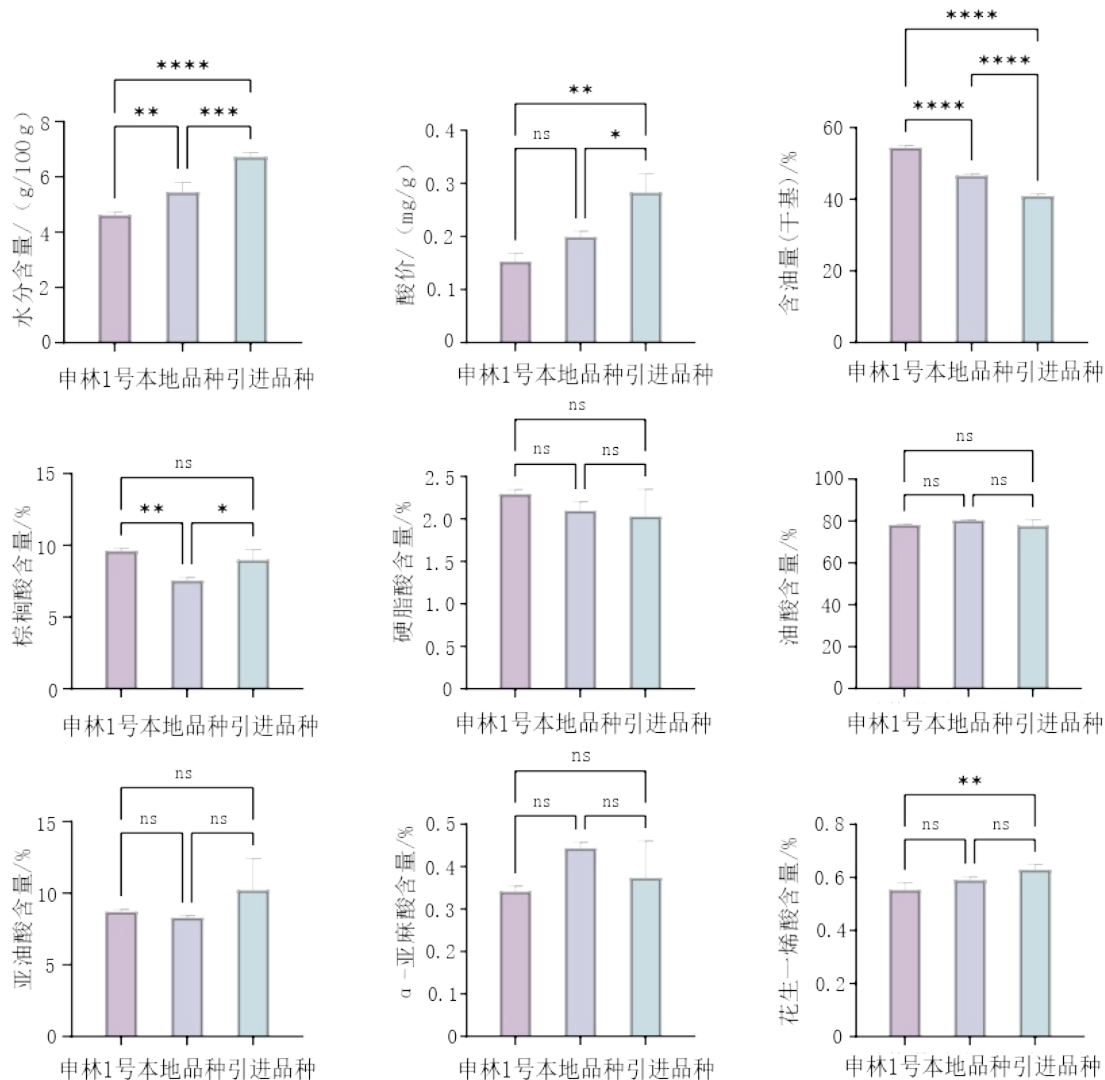 ****
** ***
水分含量/（g/100g）
8
6
4
2
0
申林1号 本地品种 引进品种
**
ns *
酸价/（mg/g）
0.4
0.3
0.2
0.1
0
申林1号 本地品种 引进品种
****
****
****
含油量(干基)/%
60
40
20
0
申林1号 本地品种 引进品种
ns
** *
棕榈酸含量/%
15
10
5
0
申林1号 本地品种 引进品种
ns
ns ns
硬脂酸含量/%
2.5
2.0
1.5
1.0
0.5
0
申林1号 本地品种 引进品种
ns
ns ns
油酸含量/%
100
80
60
40
20
0
申林1号 本地品种 引进品种
ns
ns ns
亚油酸含量/%
15
10
5
0
申林1号 本地品种 引进品种
ns
ns ns
α-亚麻酸含量/%
0.5
0.4
0.3
0.2
0.1
0
申林1号 本地品种 引进品种
**
ns ns
花生一烯酸含量/%
0.8
0.6
0.4
0.2
0
申林1号 本地品种 引进品种